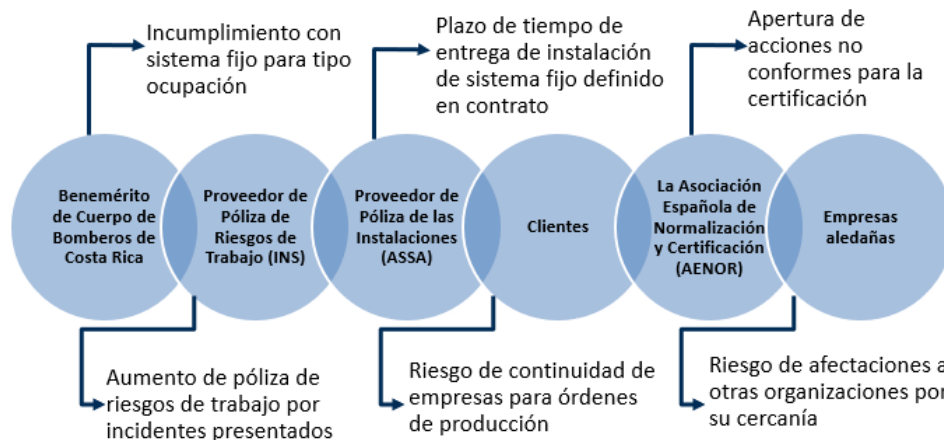 Incumplimiento con
sistema fijo para tipo
ocupación
Plazo de tiempo de
entrega de instalación
de sistema fijo definido
en contrato
Apertura de
acciones no
conformes para la
certificación
Benemérito
de Cuerpo de
Bomberos de
Costa Rica
Proveedor de
Póliza de
Riesgos de
Trabajo (INS)
Proveedor de
Póliza de las
Instalaciones
(ASSA)
Clientes
La Asociación
Española de
Normalización
y Certificación
(AENOR)
Empresas
aledañas
Aumento de póliza de
riesgos de trabajo por
incidentes presentados
Riesgo de continuidad de
empresas para órdenes
de producción
Riesgo de afectaciones a
otras organizaciones por
su cercanía